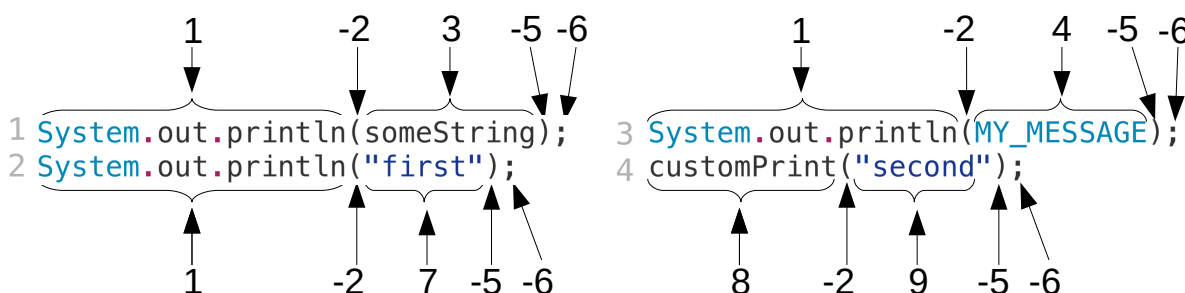 1 -2 3 -5 -6
1 System.out.println(someString);
2 System.out.println("first");
1 -2 7 -5 -6
1 -2 4 -5 -6
3 System.out.println(MY_MESSAGE);
4 customPrint("second");
8 -2 9 -5 -6